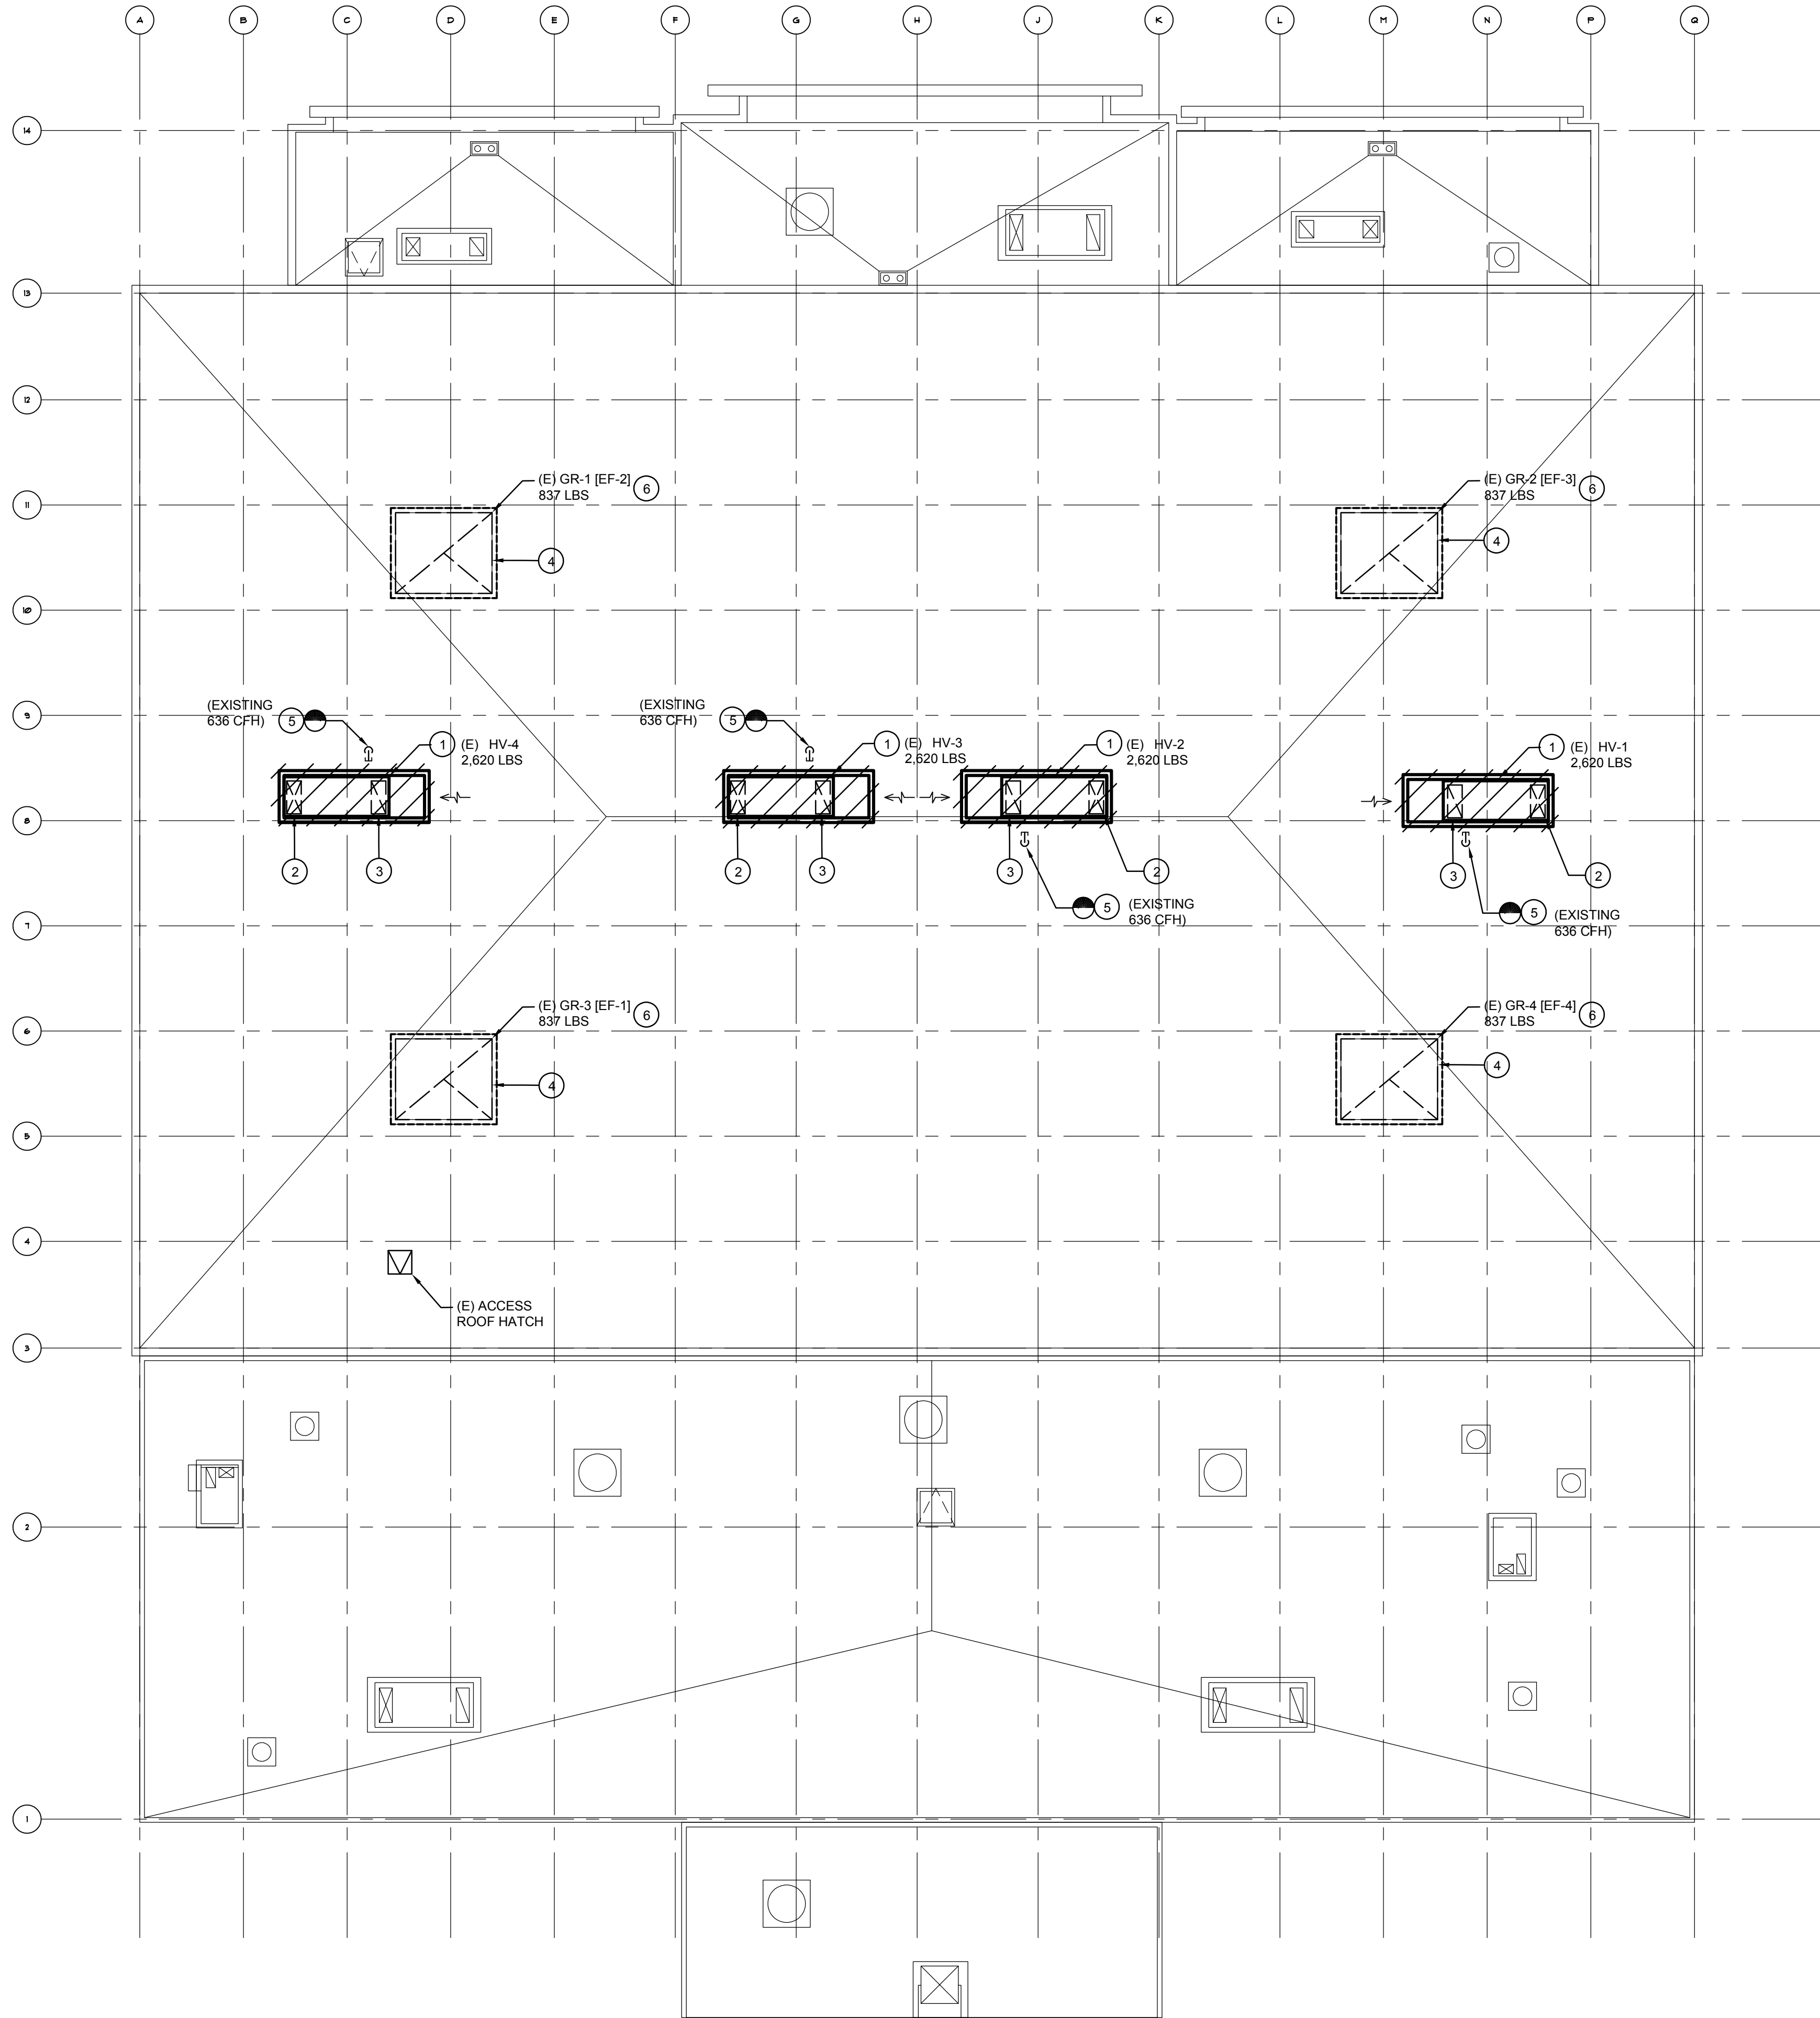 A B C D E F G H J K L M N P Q
14
13
12
11
(E) GR-1 [EF-2]
837 LBS
6
4
(E) GR-2 [EF-3]
837 LBS
6
4
10
9
(EXISTING
636 CFH)
5
1
(E) HV-4
2,620 LBS
2
3
(EXISTING
636 CFH)
5
1
(E) HV-3
2,620 LBS
2
3
1
(E) HV-2
2,620 LBS
3
2
5
(EXISTING
636 CFH)
1
(E) HV-1
2,620 LBS
3
2
5
(EXISTING
636 CFH)
8
7
6
(E) GR-3 [EF-1]
837 LBS
6
4
(E) GR-4 [EF-4]
837 LBS
6
4
5
4
(E) ACCESS
ROOF HATCH
3
2
1